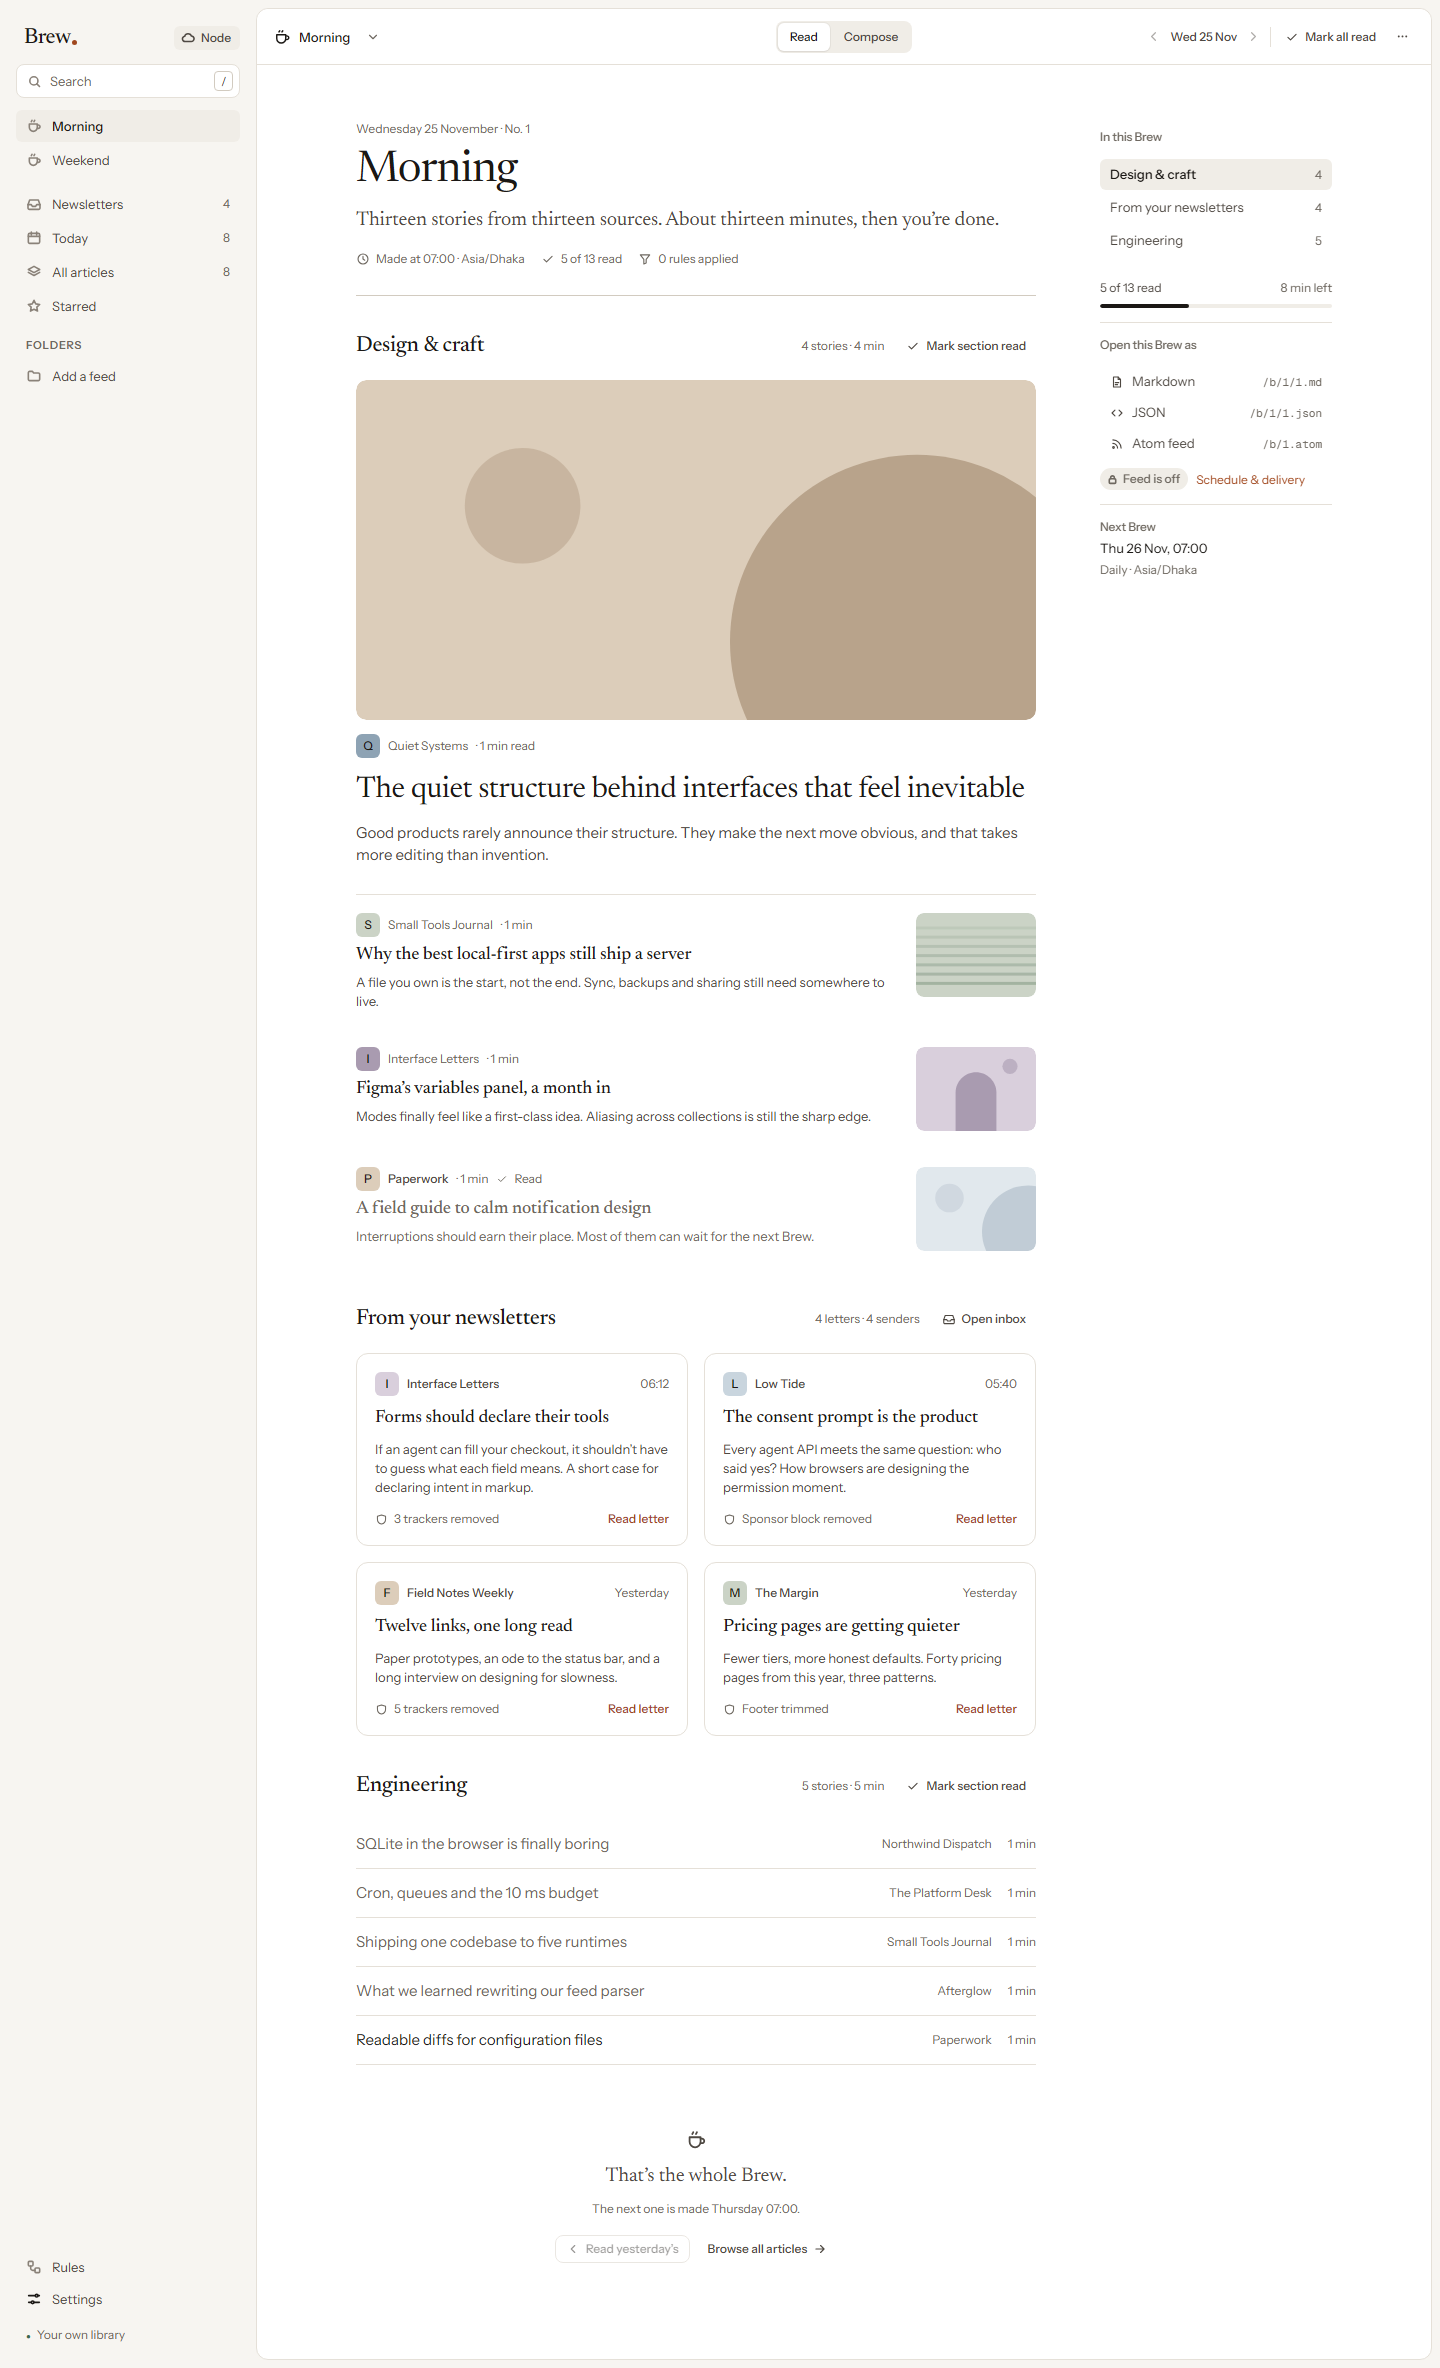 Brew.
Node
Search
/
Morning
Weekend
Newsletters 4
Today 8
All articles 8
Starred
FOLDERS
Add a feed
Rules
Settings
Your own library
Morning
Read
Compose
Wed 25 Nov
Mark all read
Wednesday 25 November · No. 1
Morning
Thirteen stories from thirteen sources. About thirteen minutes, then you’re done.
Made at 07:00 · Asia/Dhaka
5 of 13 read
0 rules applied
Design & craft
4 stories · 4 min
Mark section read
Q Quiet Systems · 1 min read
The quiet structure behind interfaces that feel inevitable
Good products rarely announce their structure. They make the next move obvious, and that takes
more editing than invention.
S Small Tools Journal · 1 min
Why the best local-first apps still ship a server
A file you own is the start, not the end. Sync, backups and sharing still need somewhere to
live.
I Interface Letters · 1 min
Figma’s variables panel, a month in
Modes finally feel like a first-class idea. Aliasing across collections is still the sharp edge.
P Paperwork · 1 min Read
A field guide to calm notification design
Interruptions should earn their place. Most of them can wait for the next Brew.
From your newsletters
4 letters · 4 senders
Open inbox
I Interface Letters 06:12
Forms should declare their tools
If an agent can fill your checkout, it shouldn’t have
to guess what each field means. A short case for
declaring intent in markup.
3 trackers removed
Read letter
L Low Tide 05:40
The consent prompt is the product
Every agent API meets the same question: who
said yes? How browsers are designing the
permission moment.
Sponsor block removed
Read letter
F Field Notes Weekly Yesterday
Twelve links, one long read
Paper prototypes, an ode to the status bar, and a
long interview on designing for slowness.
5 trackers removed
Read letter
M The Margin Yesterday
Pricing pages are getting quieter
Fewer tiers, more honest defaults. Forty pricing
pages from this year, three patterns.
Footer trimmed
Read letter
Engineering
5 stories · 5 min
Mark section read
SQLite in the browser is finally boring Northwind Dispatch 1 min
Cron, queues and the 10 ms budget The Platform Desk 1 min
Shipping one codebase to five runtimes Small Tools Journal 1 min
What we learned rewriting our feed parser Afterglow 1 min
Readable diffs for configuration files Paperwork 1 min
That’s the whole Brew.
The next one is made Thursday 07:00.
Read yesterday’s
Browse all articles
In this Brew
Design & craft 4
From your newsletters 4
Engineering 5
5 of 13 read 8 min left
Open this Brew as
Markdown /b/1/1.md
JSON /b/1/1.json
Atom feed /b/1.atom
Feed is off
Schedule & delivery
Next Brew
Thu 26 Nov, 07:00
Daily · Asia/Dhaka